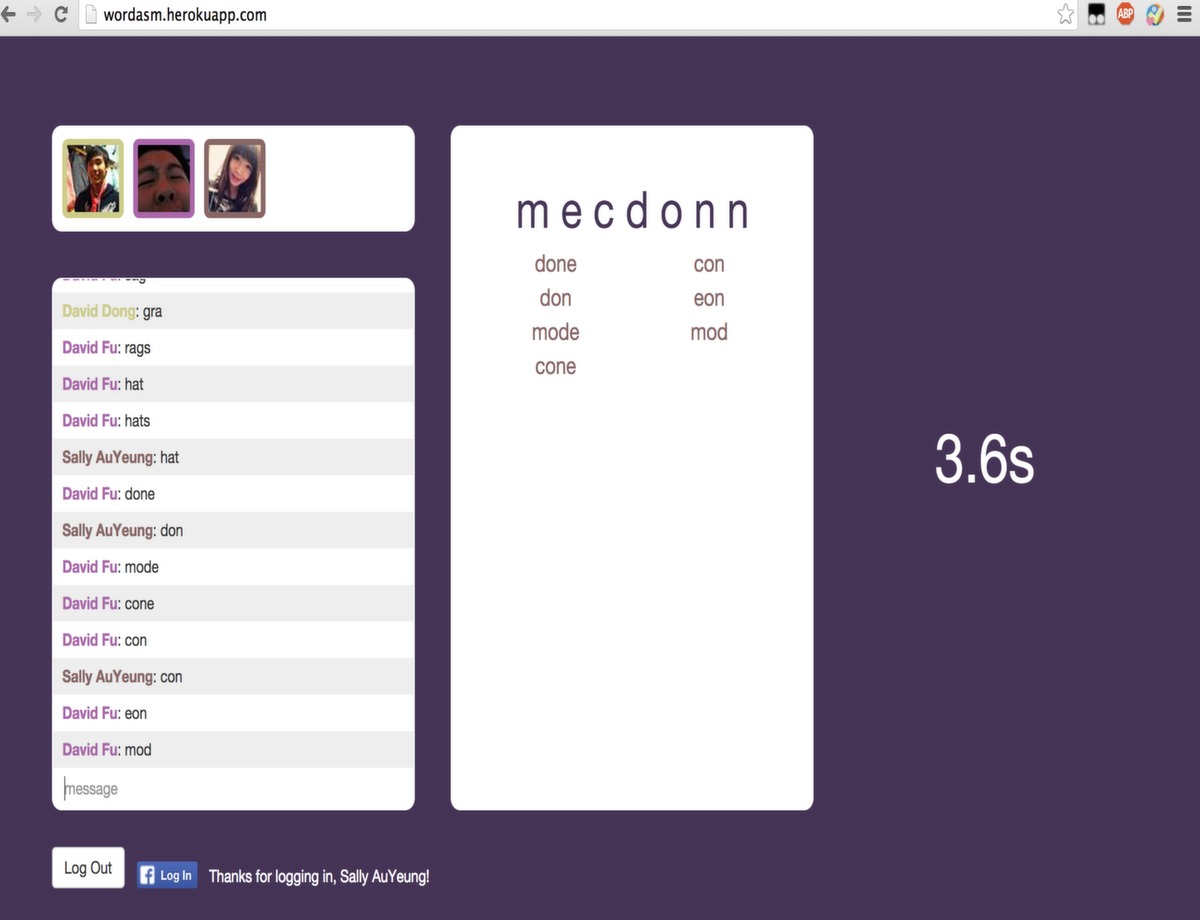 wordasm.herokuapp.com
ABP
David Dong: gra
David Fu: rags
David Fu: hat
David Fu: hats
Sally AuYeung: hat
David Fu: done
Sally AuYeung: don
David Fu: mode
David Fu: cone
David Fu: con
Sally AuYeung: con
David Fu: eon
David Fu: mod
message
m e c d o n n
done con
don eon
mode mod
cone
3.6s
Log Out
f Log In
Thanks for logging in, Sally AuYeung!